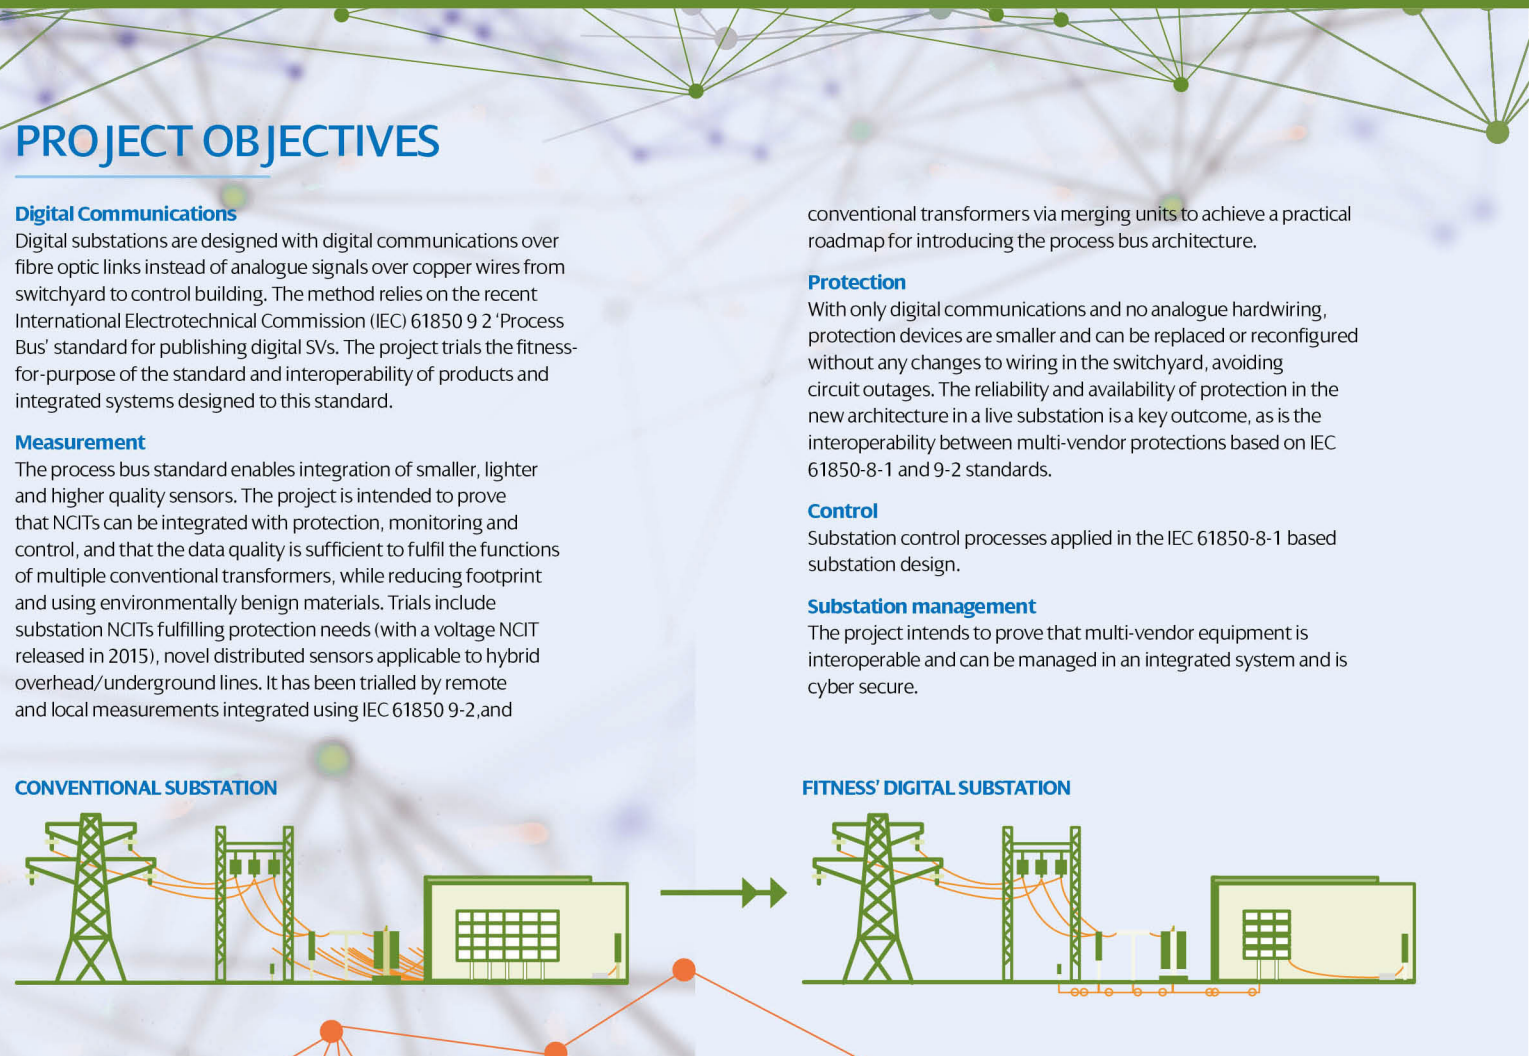 PROJECT OBJECTIVES
Digital Communications
Digital substations are designed with digital communications over
fibre optic links instead of analogue signals over copper wires from
switchyard to control building. The method relies on the recent
International Electrotechnical Commission (IEC) 61850 9 2 ‘Process
Bus’ standard for publishing digital SVs. The project trials the fitness-
for-purpose of the standard and interoperability of products and
integrated systems designed to this standard.
Measurement
The process bus standard enables integration of smaller, lighter
and higher quality sensors. The project is intended to prove
that NCITs can be integrated with protection, monitoring and
control, and that the data quality is sufficient to fulfil the functions
of multiple conventional transformers, while reducing footprint
and using environmentally benign materials. Trials include
substation NCITs fulfilling protection needs (with a voltage NCIT
released in 2015), novel distributed sensors applicable to hybrid
overhead/underground lines. It has been trialled by remote
and local measurements integrated using IEC 61850 9-2,and
conventional transformers via merging units to achieve a practical
roadmap for introducing the process bus architecture.
Protection
With only digital communications and no analogue hardwiring,
protection devices are smaller and can be replaced or reconfigured
without any changes to wiring in the switchyard, avoiding
circuit outages. The reliability and availability of protection in the
new architecture in a live substation is a key outcome, as is the
interoperability between multi-vendor protections based on IEC
61850-8-1 and 9-2 standards.
Control
Substation control processes applied in the IEC 61850-8-1 based
substation design.
Substation management
The project intends to prove that multi-vendor equipment is
interoperable and can be managed in an integrated system and is
cyber secure.
CONVENTIONAL SUBSTATION
FITNESS’ DIGITAL SUBSTATION